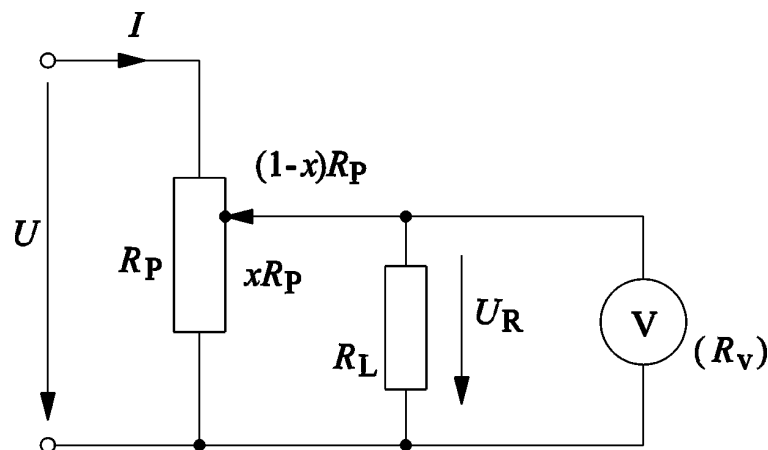 I
(1-x)R_P
U
R_P
xR_P
U_R
V
R_L
(R_v)